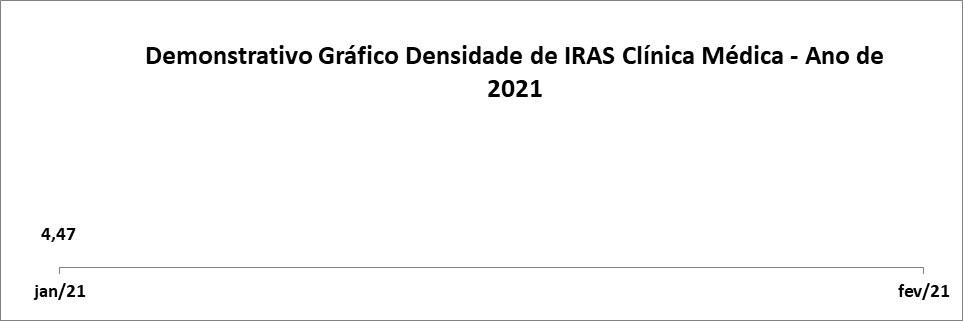 Demonstrativo Gráfico Densidade de IRAS Clínica Médica - Ano de
2021
4,47
jan/21
fev/21